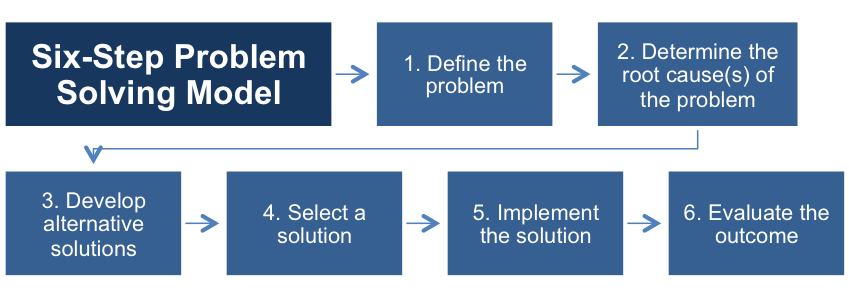 Six-Step Problem
Solving Model
1. Define the
problem
2. Determine the
root cause(s) of
the problem
3. Develop
alternative
solutions
4. Select a
solution
5. Implement
the solution
6. Evaluate the
outcome